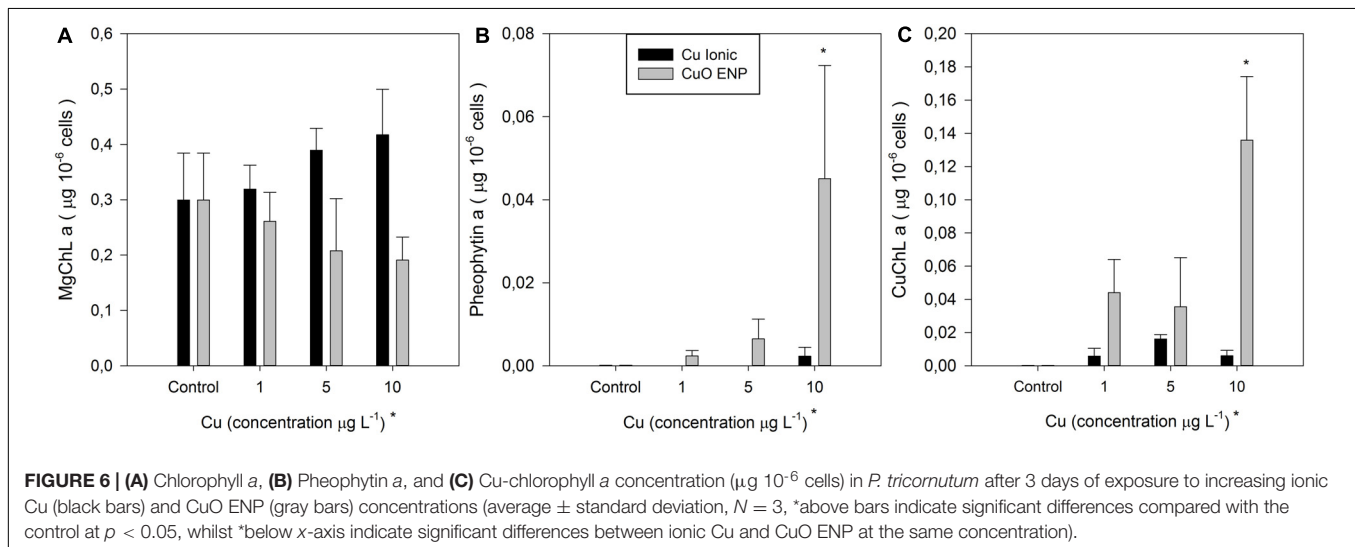 A
0,6
0,5
0,4
0,3
0,2
0,1
0,0
MgChL a ( µg 10-6 cells)
Control 1 5 10
Cu (concentration µg L-1) *
B
0,08
0,06
0,04
0,02
0,00
Pheophytin a ( µg 10-6 cells)
Cu Ionic
CuO ENP
*
Control 1 5 10
Cu (concentration µg L-1) *
C
0,20
0,18
0,16
0,14
0,12
0,10
0,08
0,06
0,04
0,02
0,00
CuChL a ( µg 10-6 cells)
*
Control 1 5 10
Cu (concentration µg L-1) *
FIGURE 6 | (A) Chlorophyll a, (B) Pheophytin a, and (C) Cu-chlorophyll a concentration (µg 10-6 cells) in P. tricornutum after 3 days of exposure to increasing ionic
Cu (black bars) and CuO ENP (gray bars) concentrations (average ± standard deviation, N = 3, *above bars indicate significant differences compared with the
control at p < 0.05, whilst *below x-axis indicate significant differences between ionic Cu and CuO ENP at the same concentration).